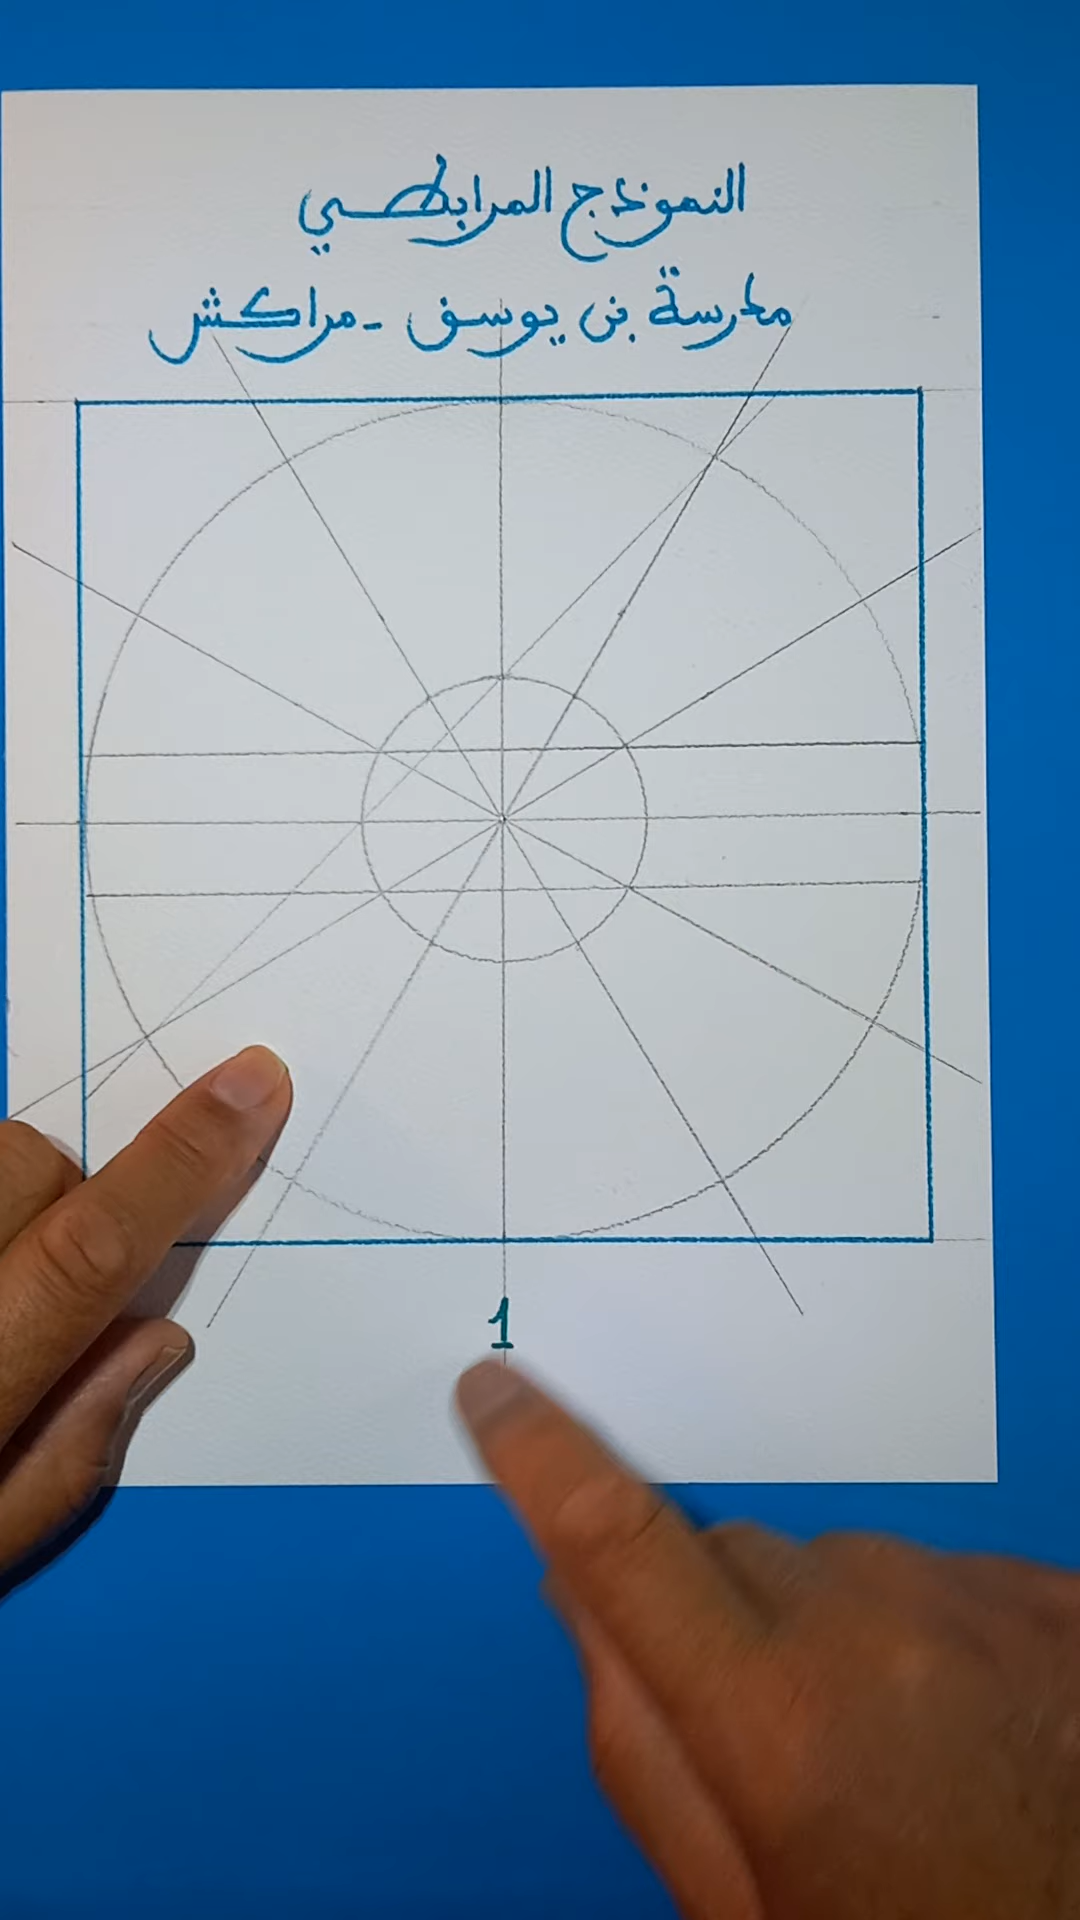 النموذج المرابطي
مدرسة بن يوسف - مراكش
1